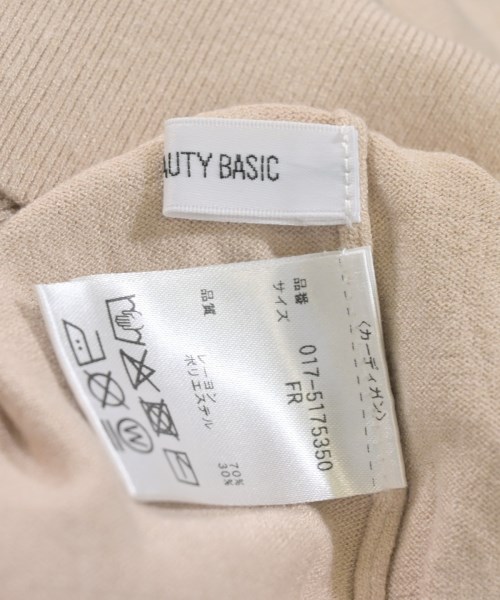 AUTY BASIC
〈カーディガン〉
品番 017-5175350
サイズ FR
品質 レーヨン 70%
ポリエステル 30%
W